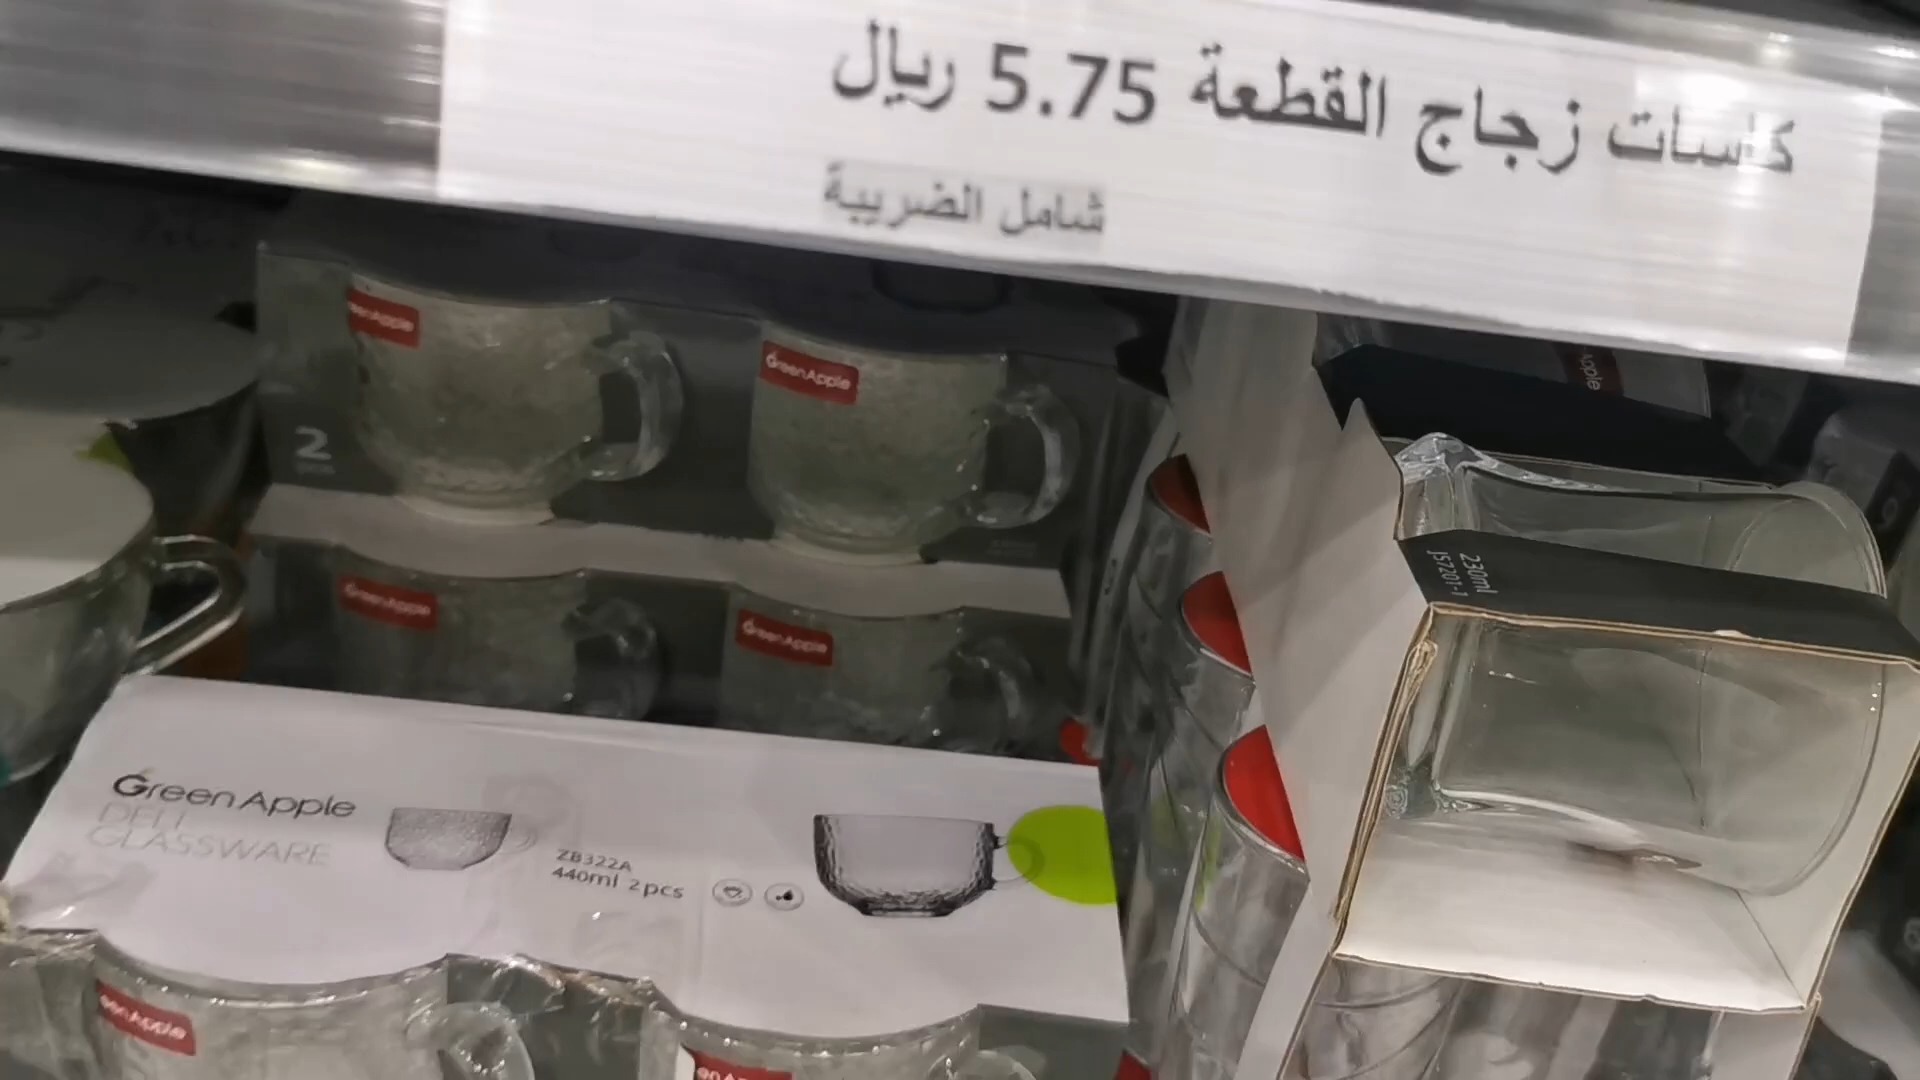 كاسات زجاج القطعة 5.75 ريال
شامل الضريبة
GreenApple
GreenApple
2
GreenApple
GreenApple
230ml
JS7201-1
Green Apple
DELI
GLASSWARE
ZB322A
440ml 2pcs